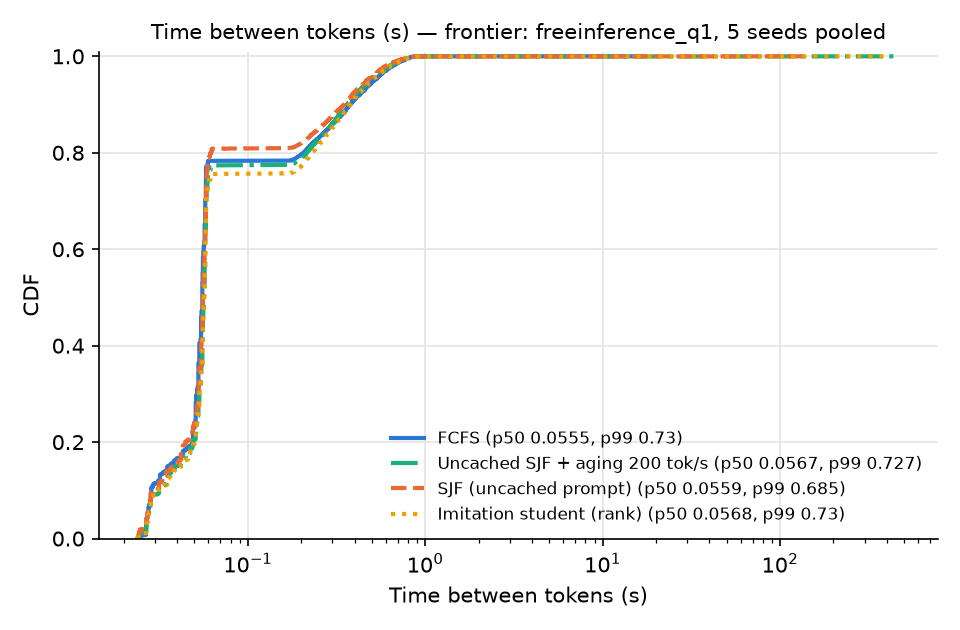 Time between tokens (s) — frontier: freeinference_q1, 5 seeds pooled
1.0
0.8
0.6
0.4
0.2
0.0
CDF
FCFS (p50 0.0555, p99 0.73)
Uncached SJF + aging 200 tok/s (p50 0.0567, p99 0.727)
SJF (uncached prompt) (p50 0.0559, p99 0.685)
Imitation student (rank) (p50 0.0568, p99 0.73)
10⁻¹ 10⁰ 10¹ 10²
Time between tokens (s)